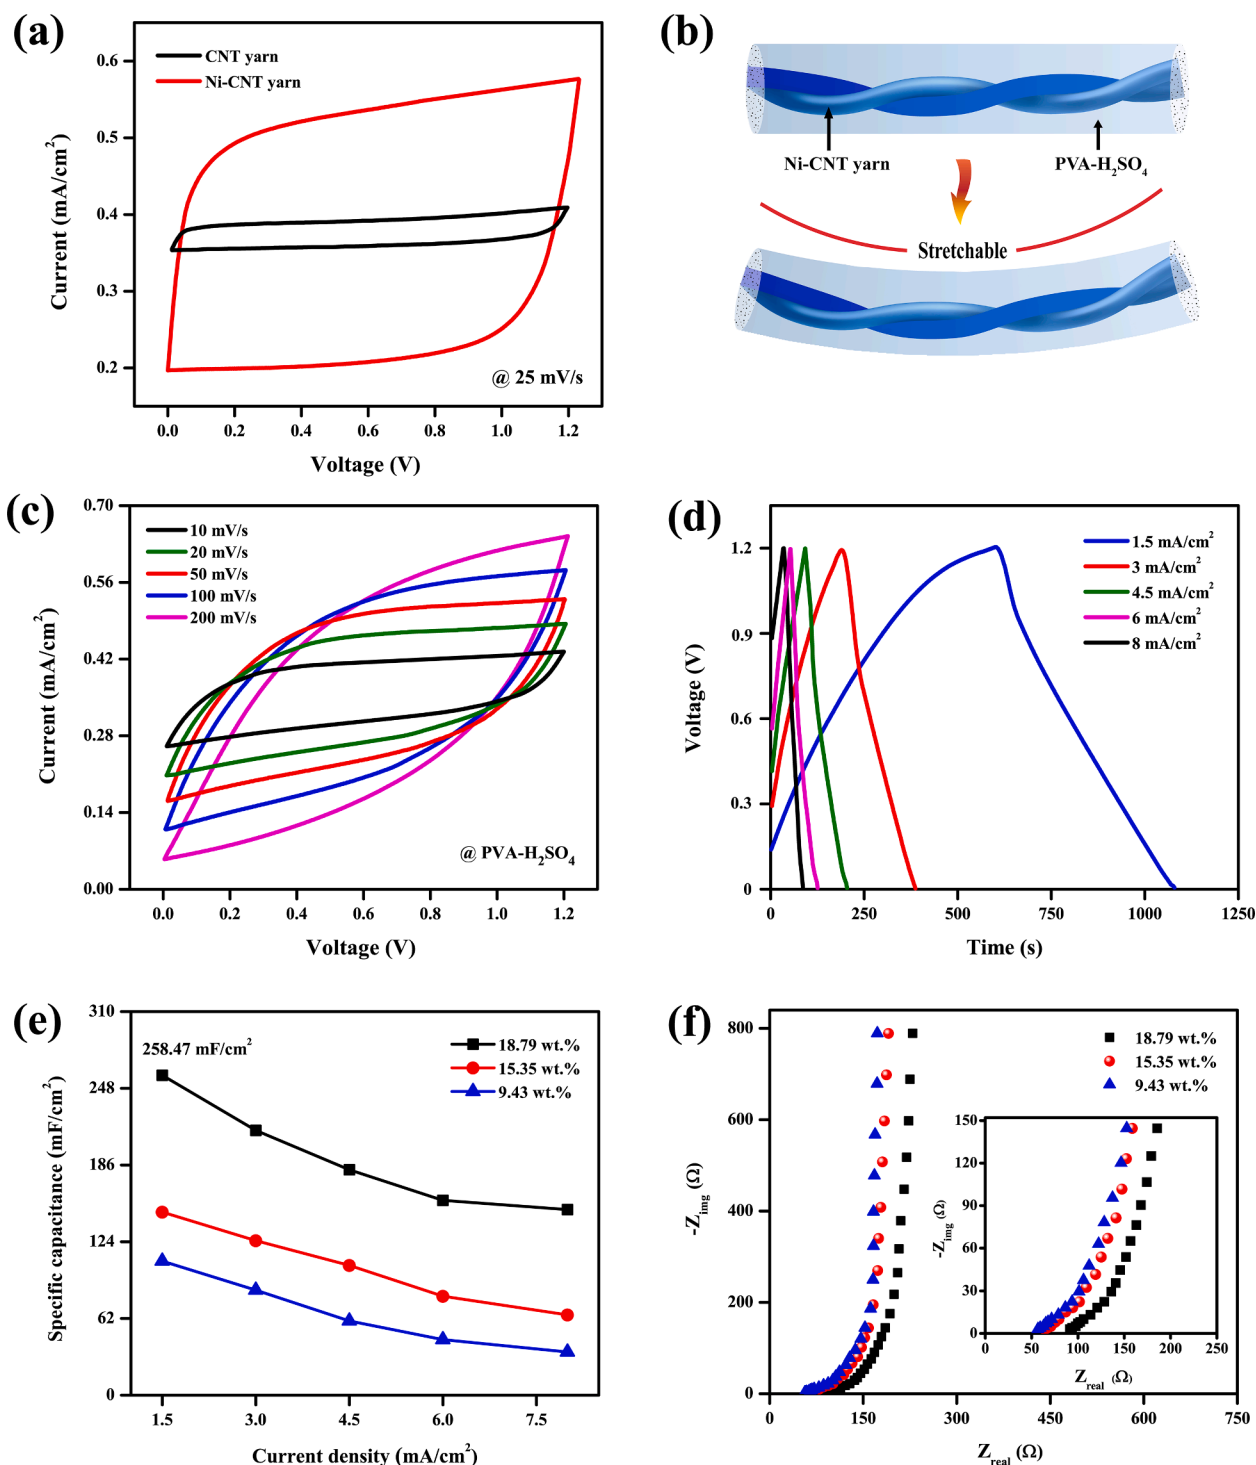 (a)
CNT yarn
Ni-CNT yarn
Current (mA/cm²)
0.6
0.5
0.4
0.3
0.2
@ 25 mV/s
0.0 0.2 0.4 0.6 0.8 1.0 1.2
Voltage (V)
(b)
Ni-CNT yarn
PVA-H₂SO₄
Stretchable
(c)
10 mV/s
20 mV/s
50 mV/s
100 mV/s
200 mV/s
Current (mA/cm²)
0.70
0.56
0.42
0.28
0.14
0.00
@ PVA-H₂SO₄
0.0 0.2 0.4 0.6 0.8 1.0 1.2
Voltage (V)
(d)
1.5 mA/cm²
3 mA/cm²
4.5 mA/cm²
6 mA/cm²
8 mA/cm²
Voltage (V)
1.2
0.9
0.6
0.3
0
0 250 500 750 1000 1250
Time (s)
(e)
258.47 mF/cm²
18.79 wt.%
15.35 wt.%
9.43 wt.%
Specific capacitance (mF/cm²)
310
248
186
124
62
0
1.5 3.0 4.5 6.0 7.5
Current density (mA/cm²)
(f)
18.79 wt.%
15.35 wt.%
9.43 wt.%
-Z_img (Ω)
800
600
400
200
0
0 150 300 450 600 750
Z_real (Ω)
-Z_img (Ω)
150
120
90
60
30
0
0 50 100 150 200 250
Z_real (Ω)